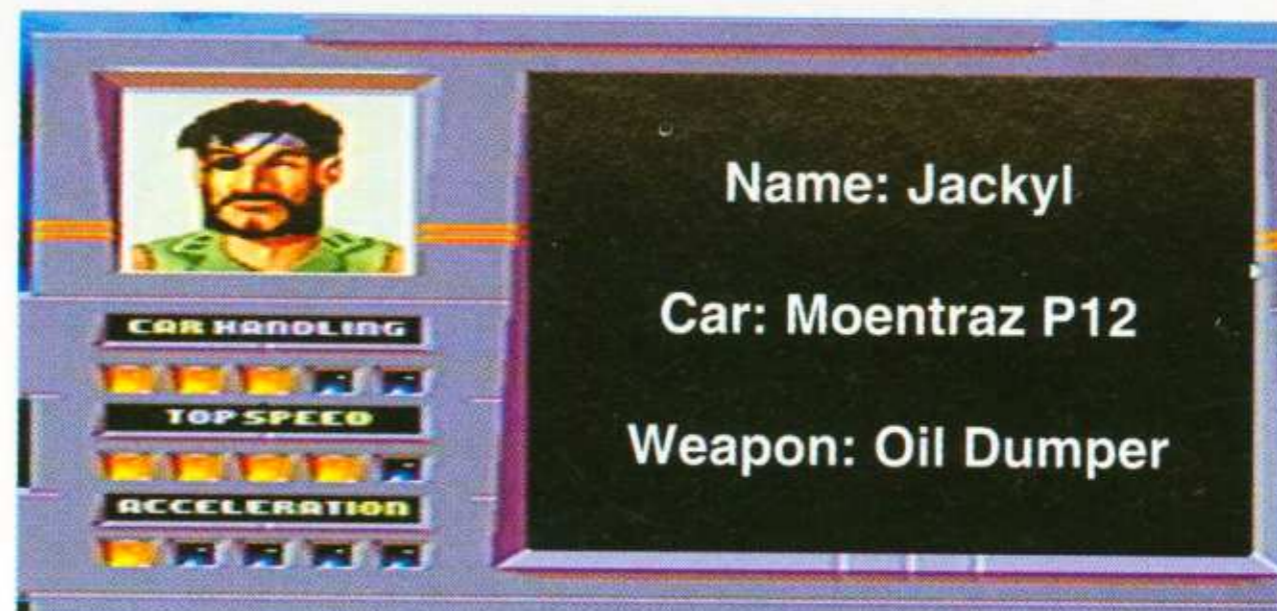 CAR HANDLING
TOP SPEED
ACCELERATION
Name: Jackyl
Car: Moentraz P12
Weapon: Oil Dumper